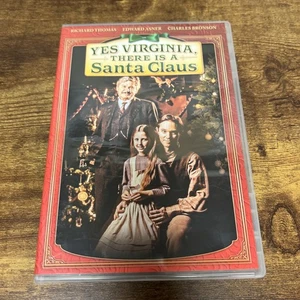 RICHARD THOMAS EDWARD ASNER CHARLES BRONSON
YES VIRGINIA,
THERE IS A
Santa Claus